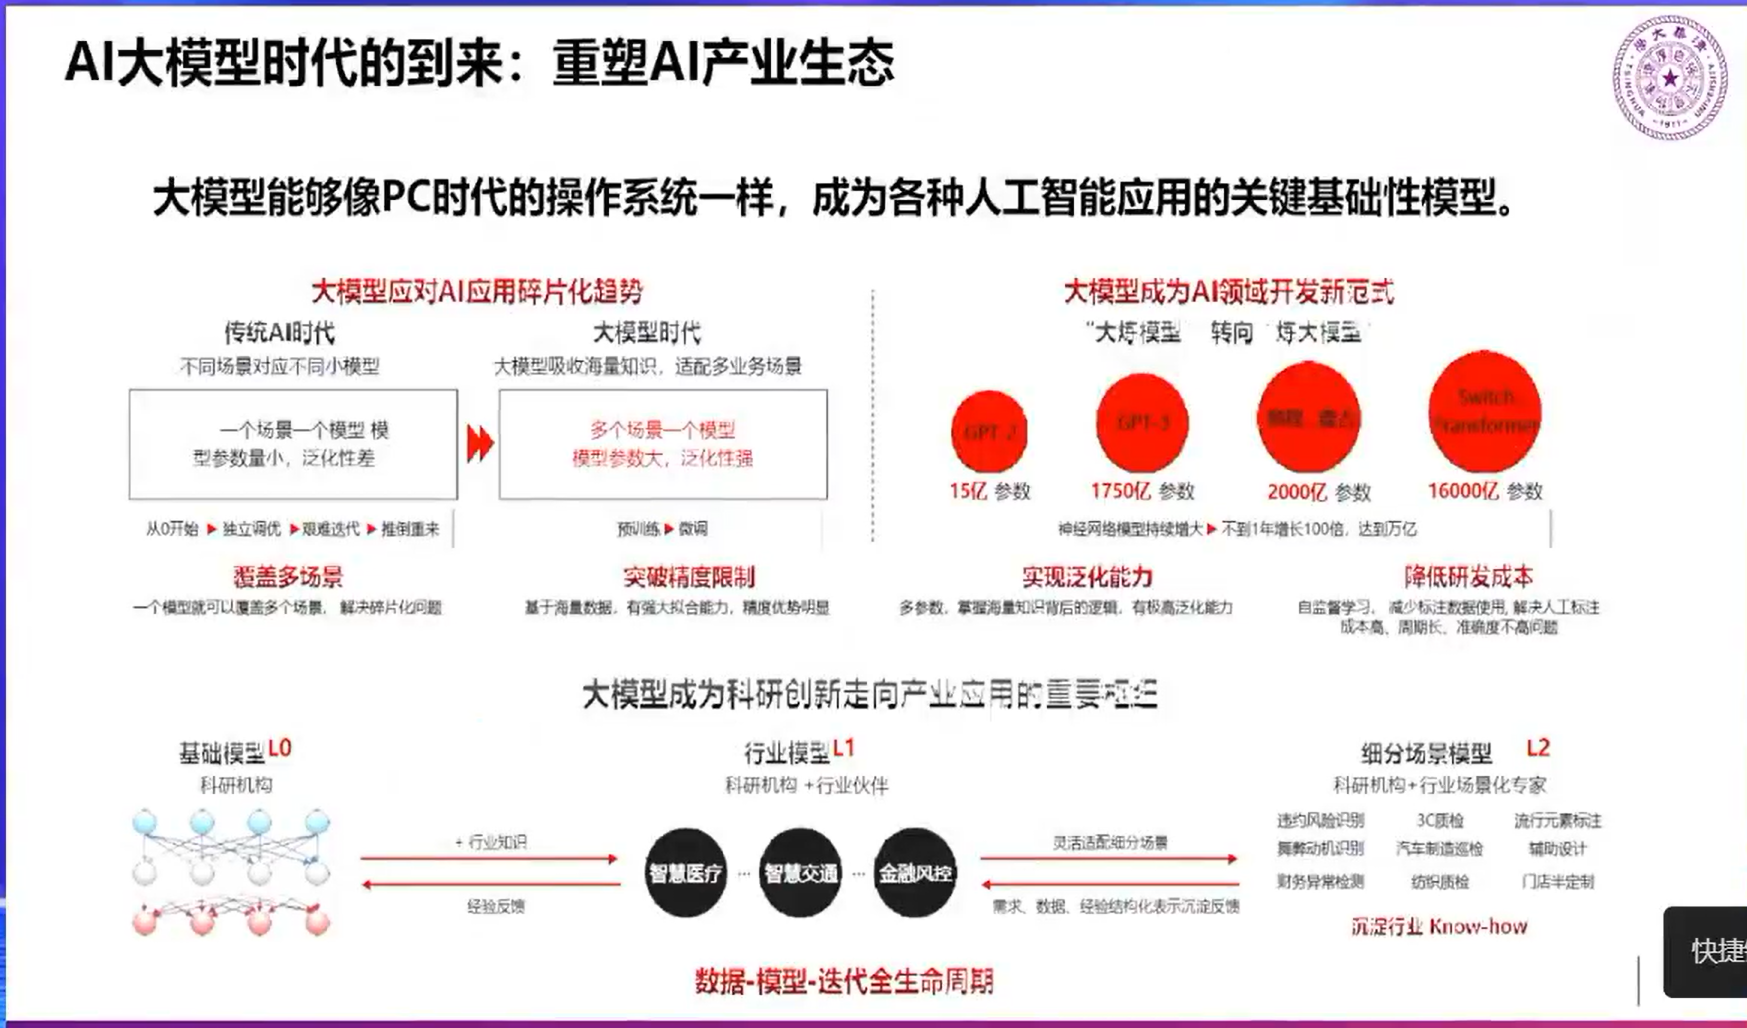 AI大模型时代的到来：重塑AI产业生态
大模型能够像PC时代的操作系统一样，成为各种人工智能应用的关键基础性模型。
大模型应对AI应用碎片化趋势
传统AI时代
不同场景对应不同小模型
一个场景一个模型 模
型参数量小，泛化性差
从0开始 ▶ 独立调优 ▶ 艰难迭代 ▶ 推倒重来
大模型时代
大模型吸收海量知识，适配多业务场景
多个场景一个模型
模型参数大，泛化性强
预训练 ▶ 微调
大模型成为AI领域开发新范式
“大炼模型 转向 炼大模型
GPT-2
GPT-3
Switch
Transformer
15亿 参数
1750亿 参数
2000亿 参数
16000亿 参数
神经网络模型持续增大 ▶ 不到1年增长100倍，达到万亿
覆盖多场景
一个模型就可以覆盖多个场景， 解决碎片化问题
突破精度限制
基于海量数据，有强大拟合能力，精度优势明显
实现泛化能力
多参数，掌握海量知识背后的逻辑，有极高泛化能力
降低研发成本
自监督学习， 减少标注数据使用, 解决人工标注
成本高、周期长、准确度不高问题
大模型成为科研创新走向产业应用的重要枢纽
基础模型L0
科研机构
+ 行业知识
经验反馈
行业模型L1
科研机构 +行业伙伴
智慧医疗 ··· 智慧交通 ··· 金融风控
灵活适配细分场景
需求、数据、经验结构化表示沉淀反馈
细分场景模型 L2
科研机构+行业场景化专家
违约风险识别 3C质检 流行元素标注
舞弊动机识别 汽车制造巡检 辅助设计
财务异常检测 纺织质检 门店半定制
沉淀行业 Know-how
数据-模型-迭代全生命周期
快捷